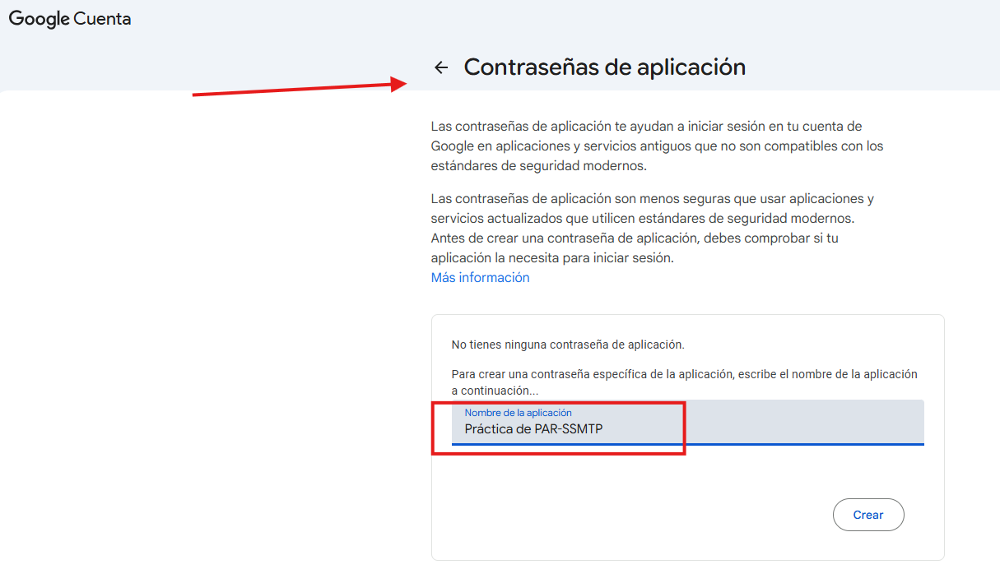 Google Cuenta
Contraseñas de aplicación
Las contraseñas de aplicación te ayudan a iniciar sesión en tu cuenta de
Google en aplicaciones y servicios antiguos que no son compatibles con los
estándares de seguridad modernos.
Las contraseñas de aplicación son menos seguras que usar aplicaciones y
servicios actualizados que utilicen estándares de seguridad modernos.
Antes de crear una contraseña de aplicación, debes comprobar si tu
aplicación la necesita para iniciar sesión.
Más información
No tienes ninguna contraseña de aplicación.
Para crear una contraseña específica de la aplicación, escribe el nombre de la aplicación
a continuación...
Nombre de la aplicación
Práctica de PAR-SSMTP
Crear